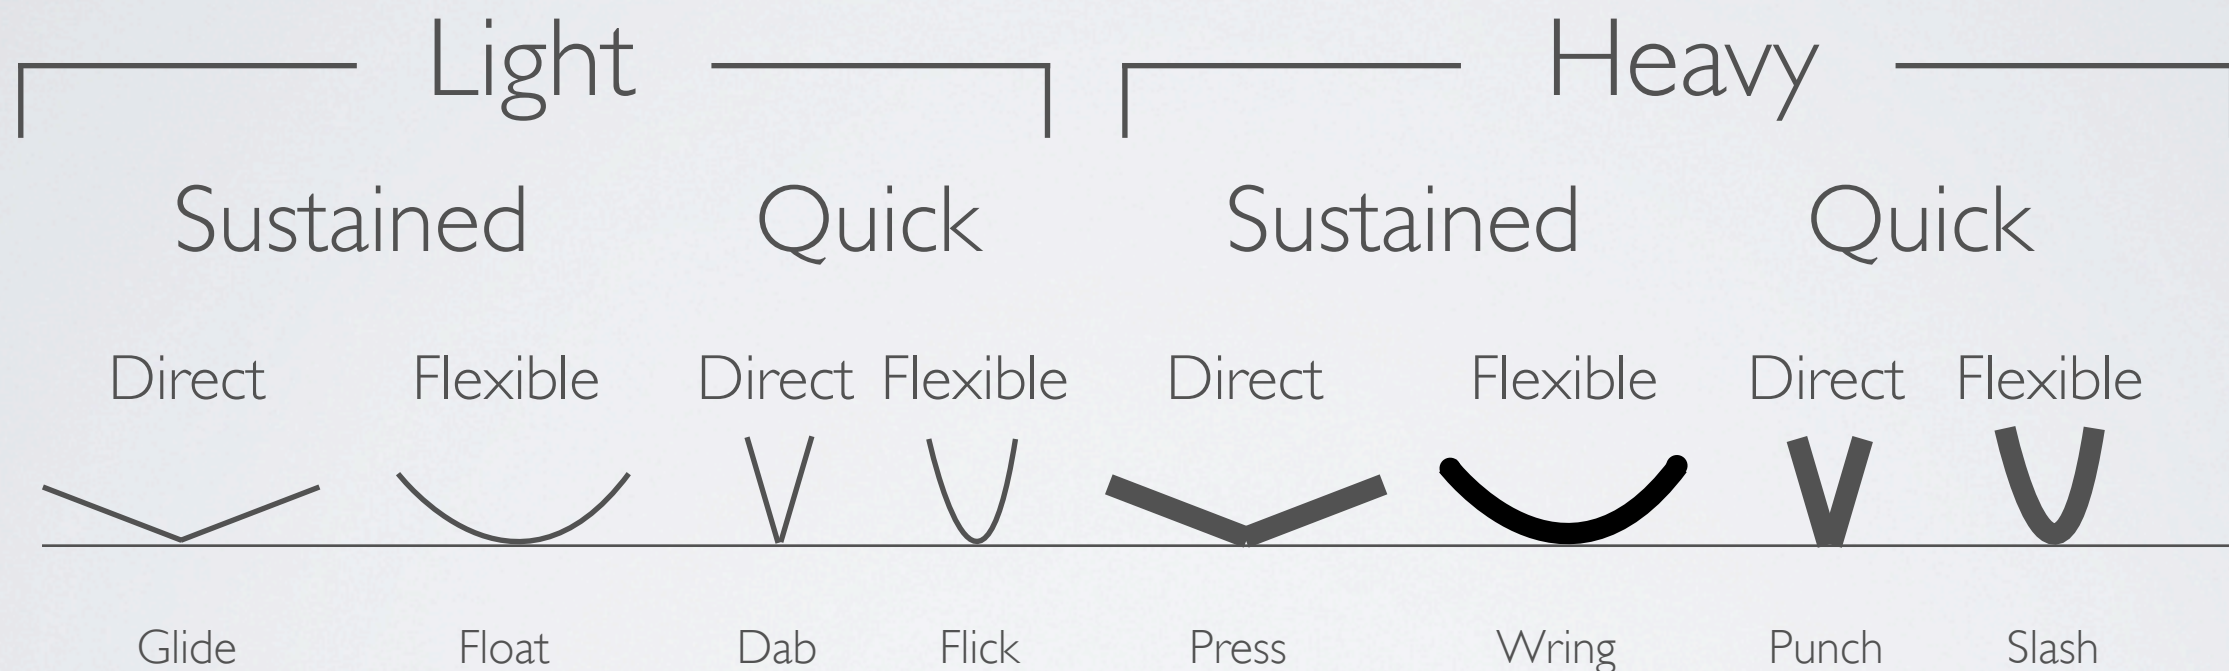 Light Heavy
Sustained Quick Sustained Quick
Direct Flexible Direct Flexible Direct Flexible Direct Flexible
Glide Float Dab Flick Press Wring Punch Slash